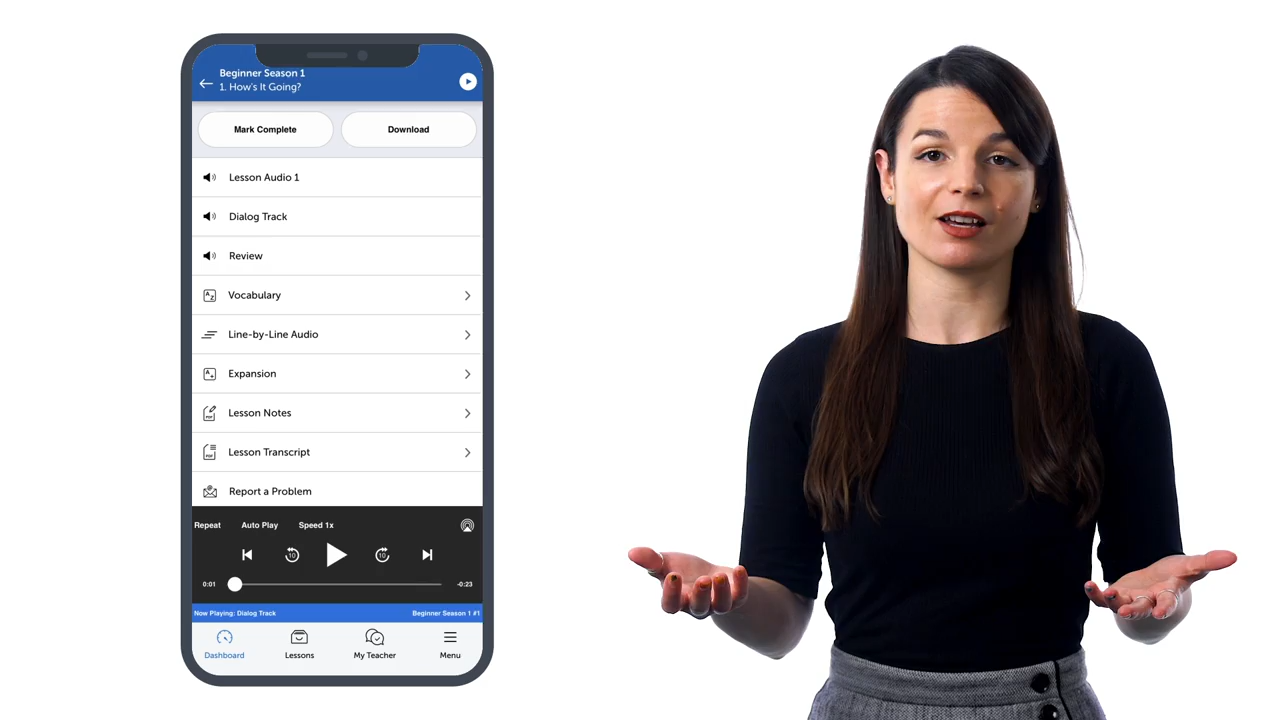 Beginner Season 1
1. How's It Going?
Mark Complete
Download
Lesson Audio 1
Dialog Track
Review
Vocabulary
Line-by-Line Audio
Expansion
Lesson Notes
Lesson Transcript
Report a Problem
Repeat Auto Play Speed 1x
10 10
0:01 -0:23
Now Playing: Dialog Track Beginner Season 1 #1
Dashboard Lessons My Teacher Menu